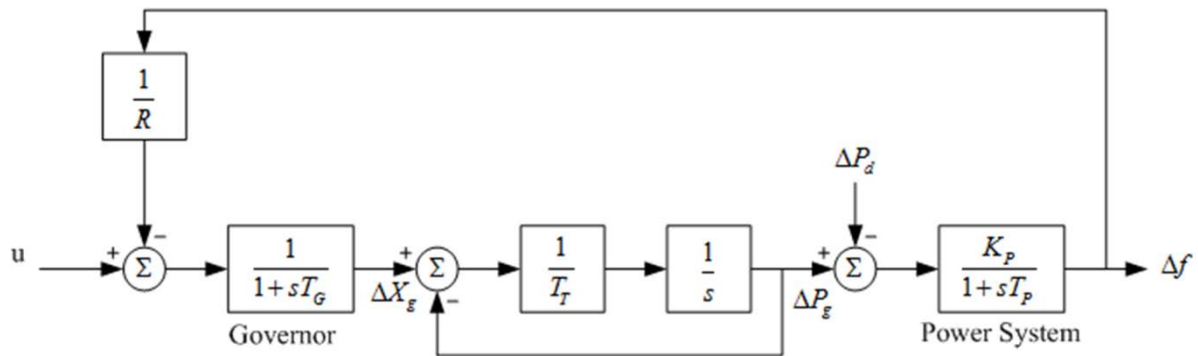 1
R
ΔP_d
u
+
−
Σ
1
1+sT_G
ΔX_g
+
−
Σ
1
T_T
1
s
ΔP_g
+
−
Σ
K_P
1+sT_P
Δf
Governor
Power System